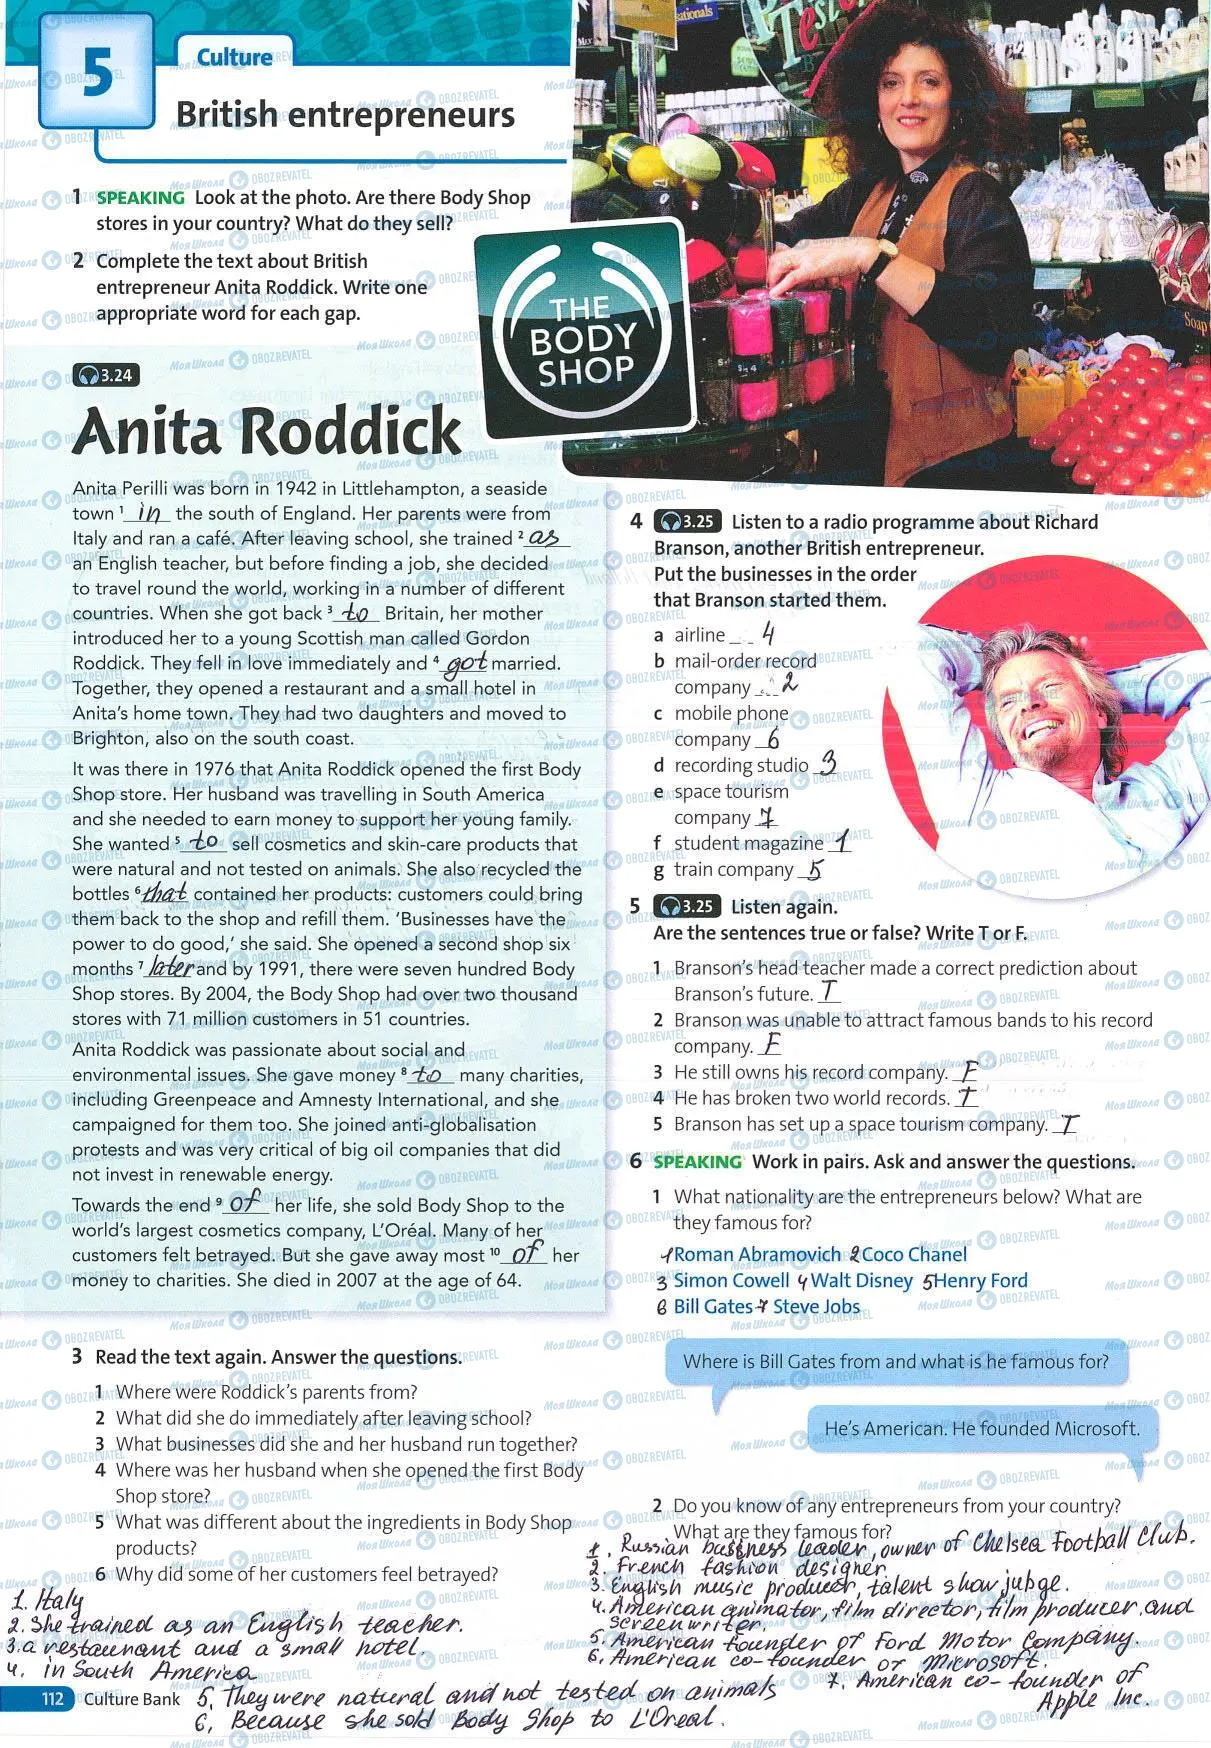 5
Culture
British entrepreneurs
1 SPEAKING Look at the photo. Are there Body Shop
stores in your country? What do they sell?
2 Complete the text about British
entrepreneur Anita Roddick. Write one
appropriate word for each gap.
THE
BODY
SHOP
3.24
Anita Roddick
Anita Perilli was born in 1942 in Littlehampton, a seaside
town 1 in the south of England. Her parents were from
Italy and ran a café. After leaving school, she trained 2 as
an English teacher, but before finding a job, she decided
to travel round the world, working in a number of different
countries. When she got back 3 to Britain, her mother
introduced her to a young Scottish man called Gordon
Roddick. They fell in love immediately and 4 got married.
Together, they opened a restaurant and a small hotel in
Anita's home town. They had two daughters and moved to
Brighton, also on the south coast.
It was there in 1976 that Anita Roddick opened the first Body
Shop store. Her husband was travelling in South America
and she needed to earn money to support her young family.
She wanted 5 to sell cosmetics and skin-care products that
were natural and not tested on animals. She also recycled the
bottles 6 that contained her products: customers could bring
them back to the shop and refill them. 'Businesses have the
power to do good,' she said. She opened a second shop six
months 7 later and by 1991, there were seven hundred Body
Shop stores. By 2004, the Body Shop had over two thousand
stores with 71 million customers in 51 countries.
Anita Roddick was passionate about social and
environmental issues. She gave money 8 to many charities,
including Greenpeace and Amnesty International, and she
campaigned for them too. She joined anti-globalisation
protests and was very critical of big oil companies that did
not invest in renewable energy.
Towards the end 9 of her life, she sold Body Shop to the
world's largest cosmetics company, L'Oréal. Many of her
customers felt betrayed. But she gave away most 10 of her
money to charities. She died in 2007 at the age of 64.
3 Read the text again. Answer the questions.
1 Where were Roddick's parents from?
2 What did she do immediately after leaving school?
3 What businesses did she and her husband run together?
4 Where was her husband when she opened the first Body
Shop store?
5 What was different about the ingredients in Body Shop
products?
6 Why did some of her customers feel betrayed?
1. Italy
2. She trained as an English teacher.
3. a restaurant and a small hotel.
4. in South America
5. They were natural and not tested on animals
6. Because she sold Body Shop to L'Oreal.
112 Culture Bank
4 3.25 Listen to a radio programme about Richard
Branson, another British entrepreneur.
Put the businesses in the order
that Branson started them.
a airline 4
b mail-order record
company 2
c mobile phone
company 6
d recording studio 3
e space tourism
company 7
f student magazine 1
g train company 5
5 3.25 Listen again.
Are the sentences true or false? Write T or F.
1 Branson's head teacher made a correct prediction about
Branson's future. T
2 Branson was unable to attract famous bands to his record
company. F
3 He still owns his record company. F
4 He has broken two world records. T
5 Branson has set up a space tourism company. T
6 SPEAKING Work in pairs. Ask and answer the questions.
1 What nationality are the entrepreneurs below? What are
they famous for?
1 Roman Abramovich 2 Coco Chanel
3 Simon Cowell 4 Walt Disney 5 Henry Ford
6 Bill Gates 7 Steve Jobs
Where is Bill Gates from and what is he famous for?
He's American. He founded Microsoft.
2 Do you know of any entrepreneurs from your country?
What are they famous for?
1. Russian business leader, owner of Chelsea Football Club.
2. French fashion designer
3. English music producer, talent show jubge.
4. American animator, film director, film producer, and
screenwriter.
5. American founder of Ford Motor Company.
6. American co-founder of Microsoft.
7. American co-founder of
Apple Inc.
Моя Школа OBOZREVATEL